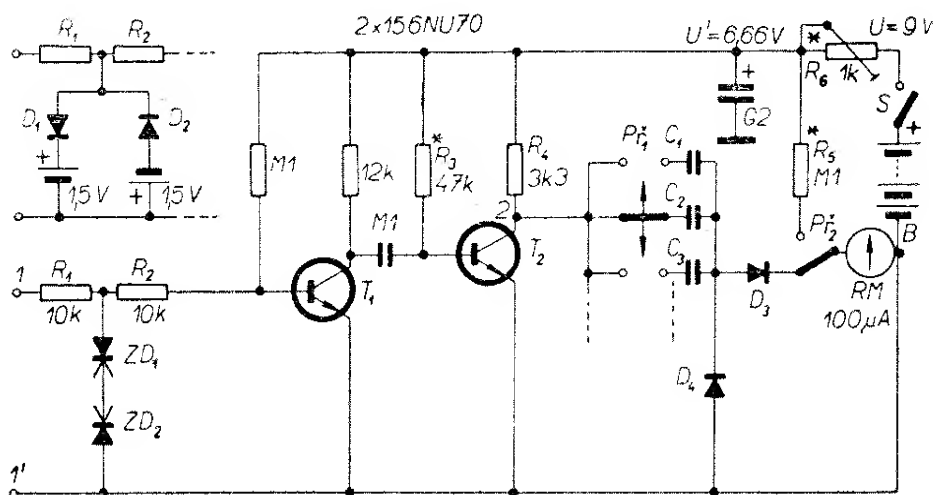 2x156NU70
R₁ R₂
U'=6,66V
U=9V
*
R₆
1k
S
+
G2
D₁ D₂
+
1,5V
+
1,5V
M1
12k
*
R₃
47k
R₄
3k3
Př₁
C₁
C₂
C₃
*
R₅
M1
Př₂
+
B
M1
2
T₁
T₂
1
R₁
10k
R₂
10k
ZD₁
ZD₂
D₃
D₄
RM
100µA
1'